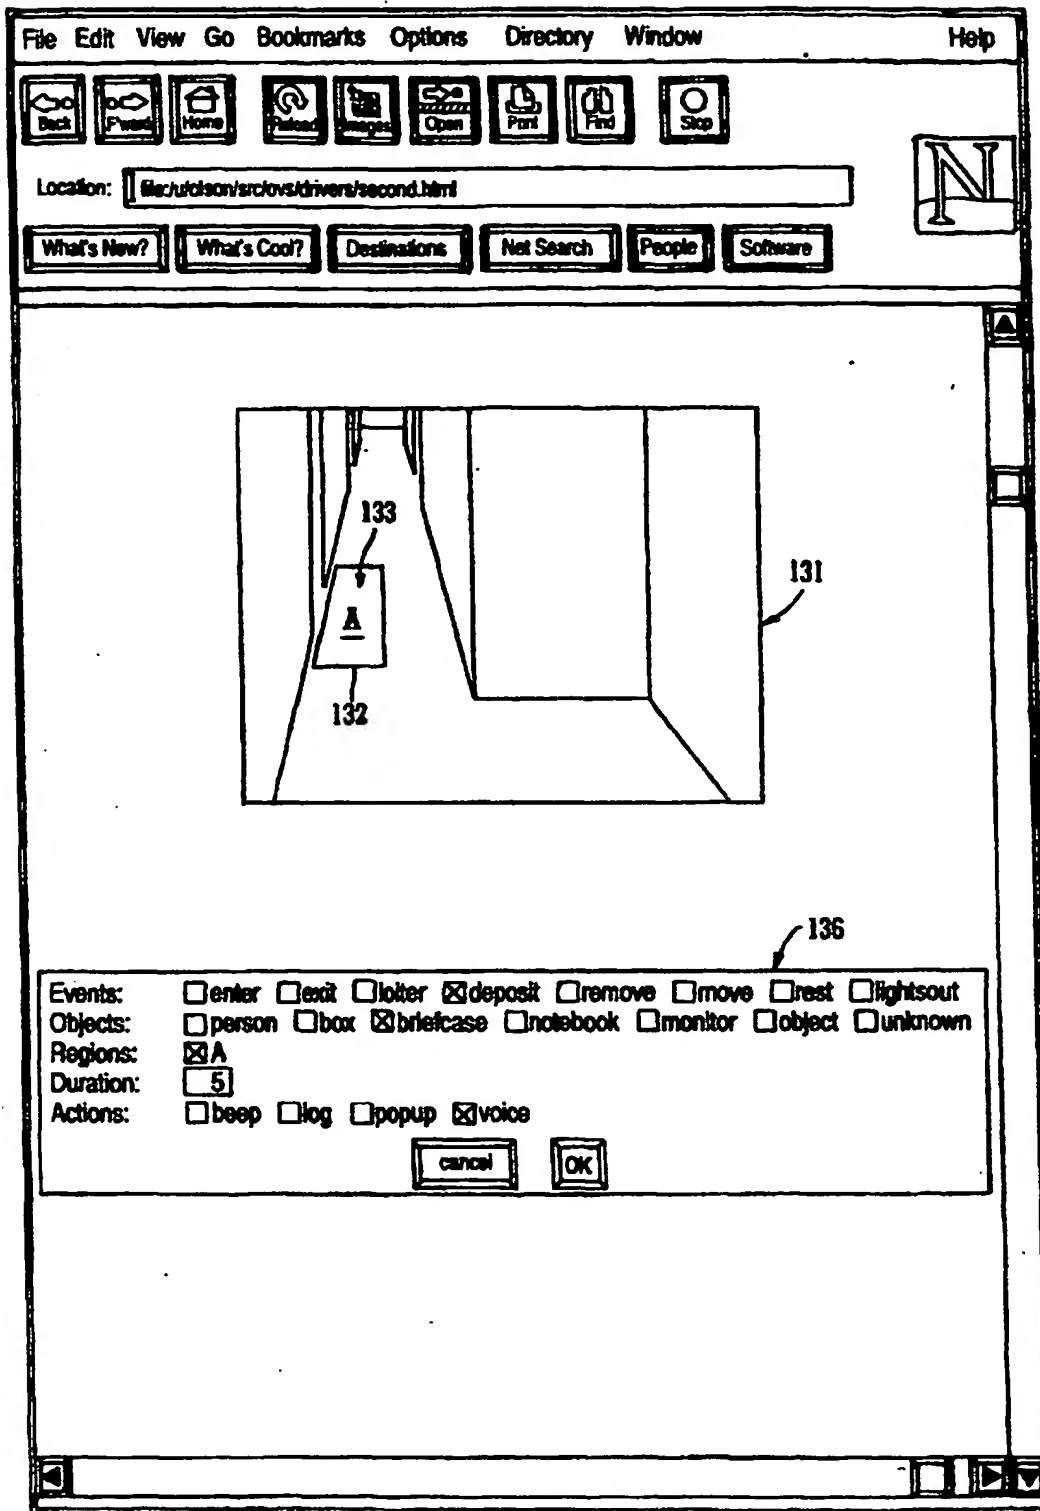 File Edit View Go Bookmarks Options Directory Window Help
Back F'ward Home Reload Images Open Print Find Stop
N
Location: file:/u/olson/src/ovs/drivers/second.html
What's New? What's Cool? Destinations Net Search People Software
133
131
A
132
136
Events: enter exit loiter deposit remove move rest lightsout
Objects: person box briefcase notebook monitor object unknown
Regions: A
Duration: 5
Actions: beep log popup voice
cancel OK